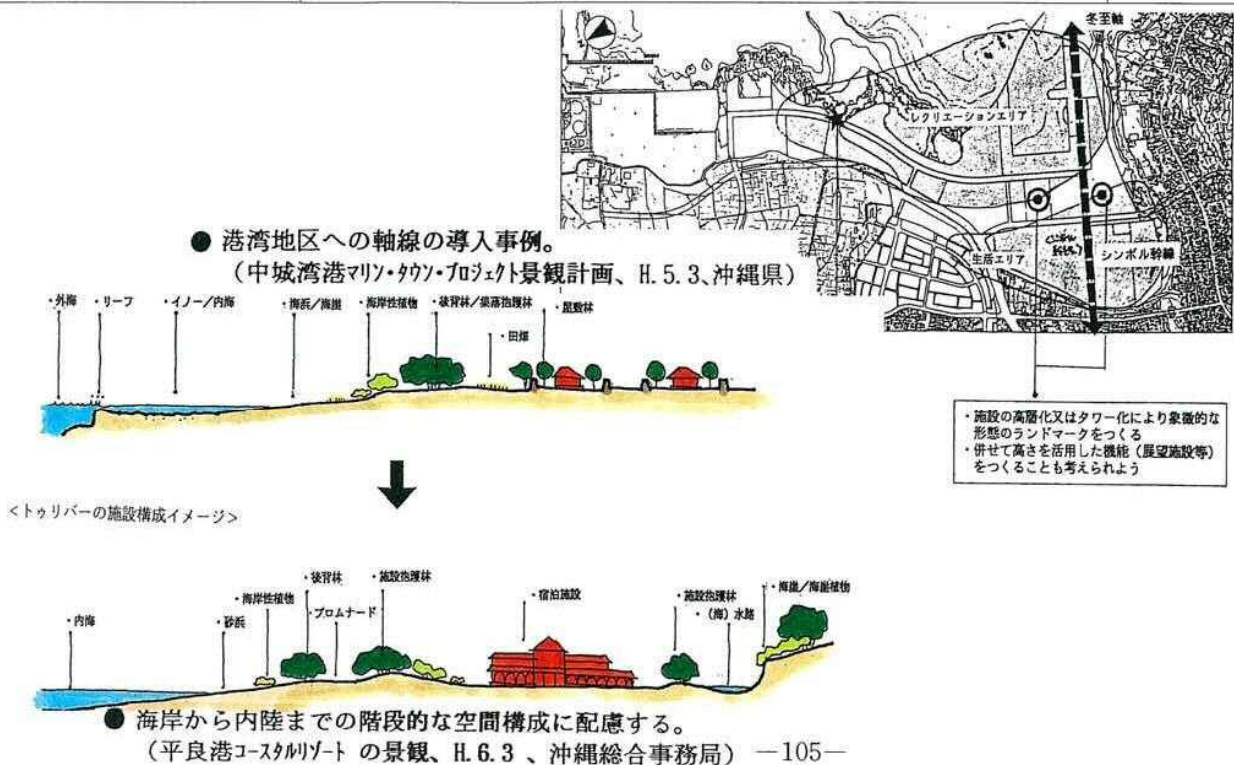 冬至軸
レクリエーションエリア
生活エリア
シンボル幹線
● 港湾地区への軸線の導入事例。
(中城湾港マリン・タウン・プロジェクト景観計画、H.5.3,沖縄県)
・施設の高層化又はタワー化により象徴的な
形態のランドマークをつくる
・併せて高さを活用した機能(展望施設等)
をつくることも考えられよう
・外海 ・リーフ ・イノー/内海 ・海浜/海崖 ・海岸性植物 ・後背林/集落抱護林 ・屋敷林
・田畑
<トゥリバーの施設構成イメージ>
・後背林 ・施設抱護林 ・宿泊施設 ・施設抱護林 ・海崖/海崖植物
・内海 ・砂浜 ・海岸性植物 ・プロムナード ・(海)水路
● 海岸から内陸までの階段的な空間構成に配慮する。
(平良港コースタルリゾート の景観、H.6.3 、沖縄総合事務局) —105—